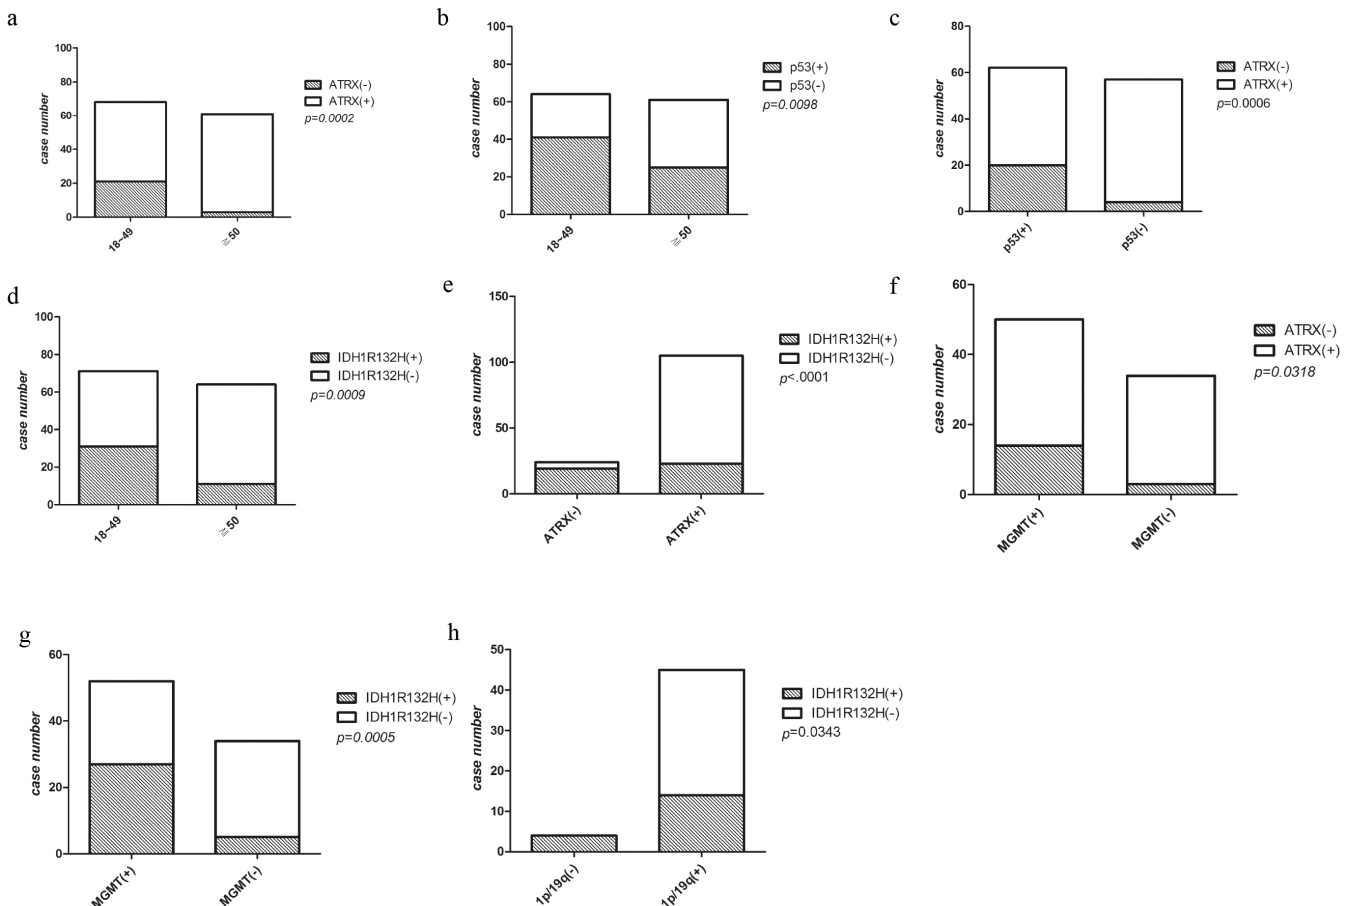 a
case number
100
80
60
40
20
0
18~49
≧50
ATRX(-)
ATRX(+)
p=0.0002
b
case number
100
80
60
40
20
0
18~49
≧50
p53(+)
p53(-)
p=0.0098
c
case number
80
60
40
20
0
p53(+)
p53(-)
ATRX(-)
ATRX(+)
p=0.0006
d
case number
100
80
60
40
20
0
18~49
≧50
IDH1R132H(+)
IDH1R132H(-)
p=0.0009
e
case number
150
100
50
0
ATRX(-)
ATRX(+)
IDH1R132H(+)
IDH1R132H(-)
p<.0001
f
case number
60
40
20
0
MGMT(+)
MGMT(-)
ATRX(-)
ATRX(+)
p=0.0318
g
case number
60
40
20
0
MGMT(+)
MGMT(-)
IDH1R132H(+)
IDH1R132H(-)
p=0.0005
h
case number
50
40
30
20
10
0
1p/19q(-)
1p/19q(+)
IDH1R132H(+)
IDH1R132H(-)
p=0.0343